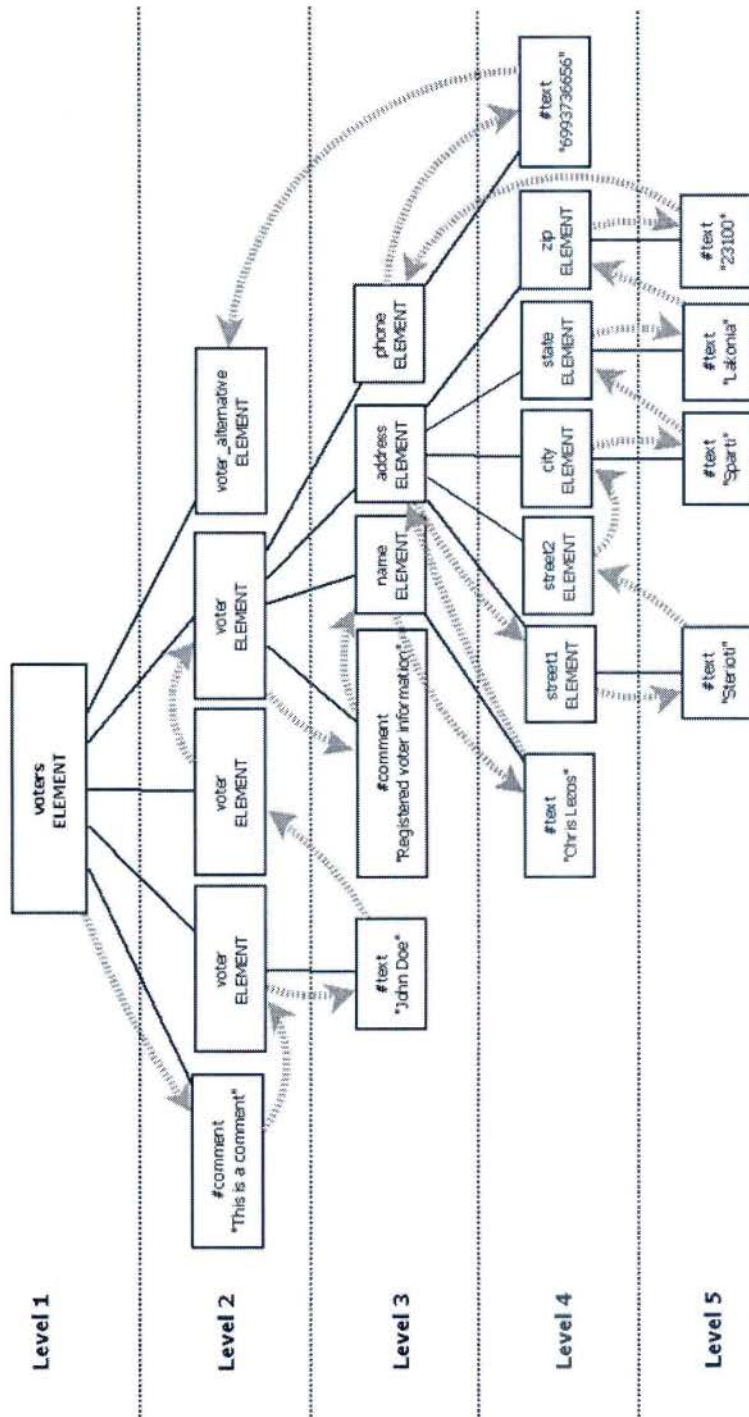 Level 1
voters
ELEMENT
Level 2
#comment
"This is a comment"
voter
ELEMENT
voter
ELEMENT
voter
ELEMENT
voter_alternative
ELEMENT
Level 3
#text
"John Doe"
#comment
"Registered voter information"
name
ELEMENT
address
ELEMENT
phone
ELEMENT
Level 4
#text
"Chris Lezos"
street1
ELEMENT
street2
ELEMENT
city
ELEMENT
state
ELEMENT
zip
ELEMENT
#text
"6993736656"
Level 5
#text
"Sterioti"
#text
"Sparti"
#text
"Lakonia"
#text
"23100"